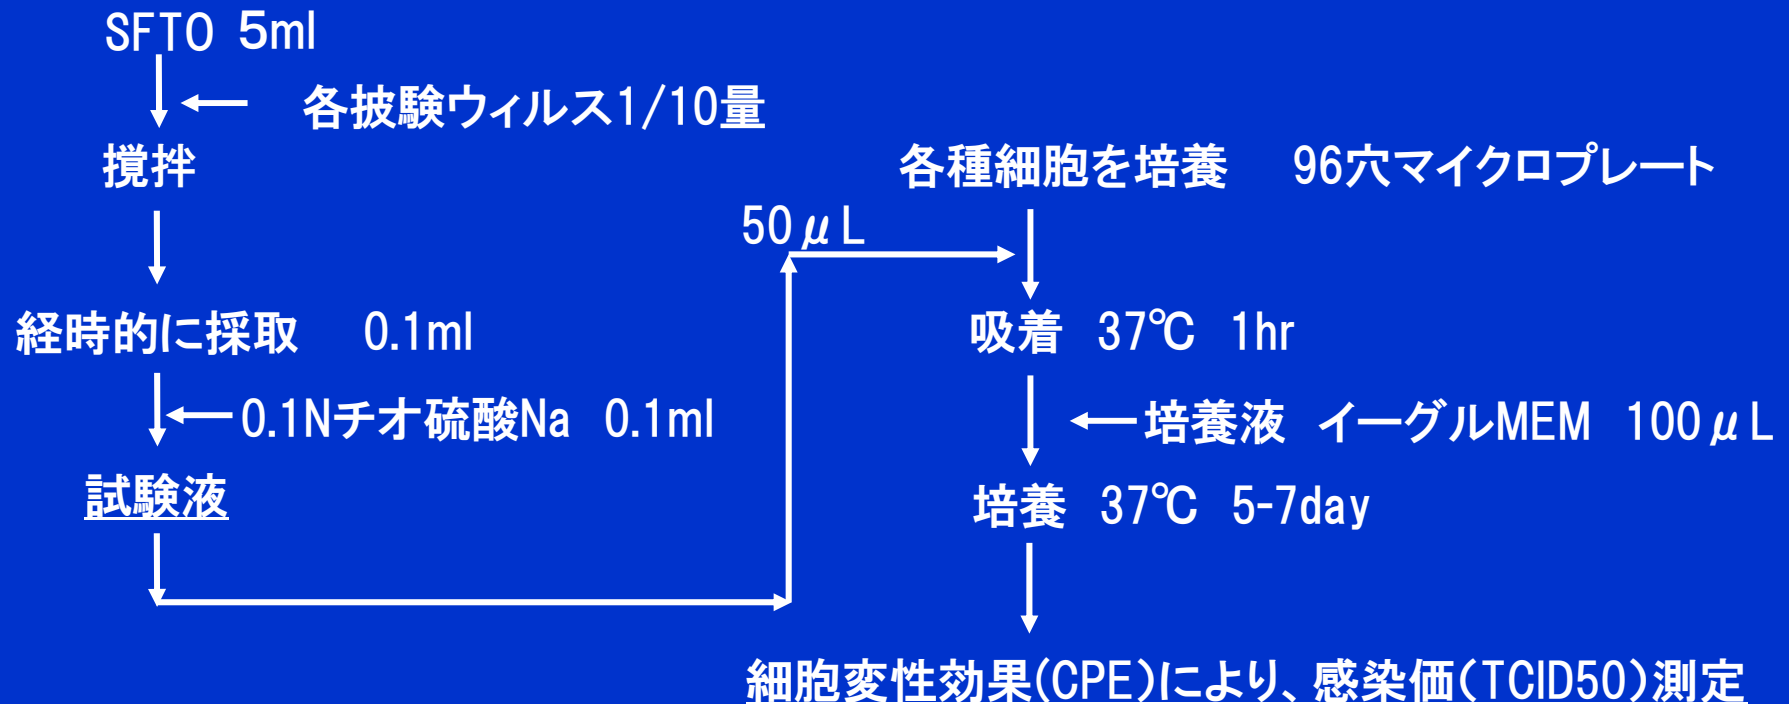 SFTO 5ml
各披験ウィルス1/10量
撹拌
経時的に採取 0.1ml
0.1Nチオ硫酸Na 0.1ml
試験液
50μL
各種細胞を培養 96穴マイクロプレート
吸着 37℃ 1hr
培養液 イーグルMEM 100μL
培養 37℃ 5-7day
細胞変性効果(CPE)により、感染価(TCID50)測定